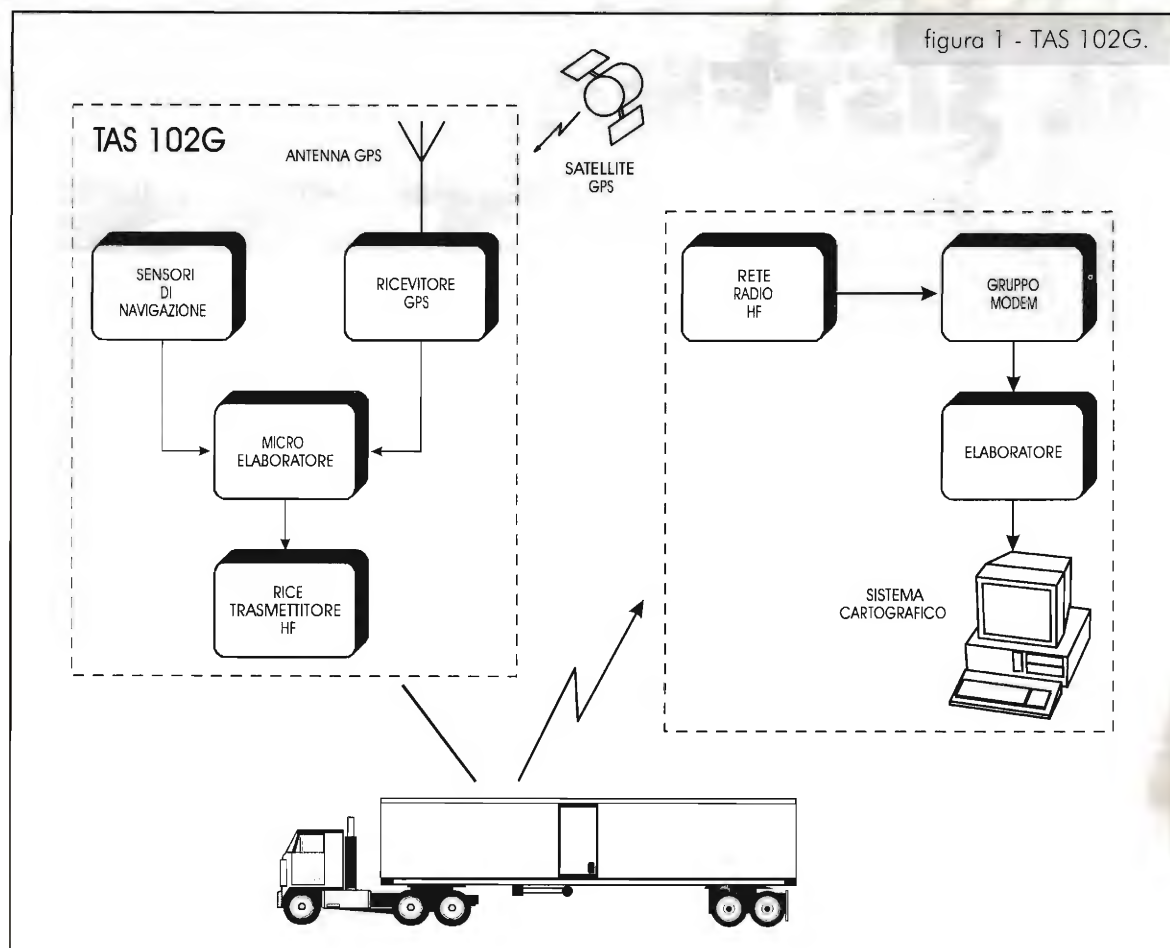 figura 1 - TAS 102G.
TAS 102G
ANTENNA GPS
SATELLITE
GPS
SENSORI
DI
NAVIGAZIONE
RICEVITORE
GPS
MICRO
ELABORATORE
RICE
TRASMETTITORE
HF
RETE
RADIO
HF
GRUPPO
MODEM
ELABORATORE
SISTEMA
CARTOGRAFICO